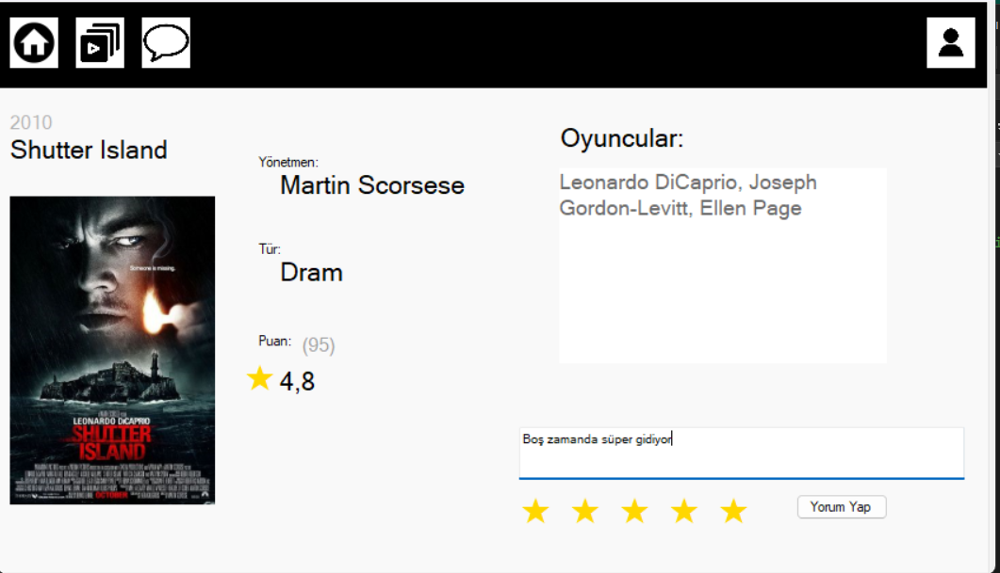 2010
Shutter Island
Yönetmen:
Martin Scorsese
Tür:
Dram
Puan: (95)
4,8
Oyuncular:
Leonardo DiCaprio, Joseph
Gordon-Levitt, Ellen Page
Someone is missing.
LEONARDO DiCAPRIO
SHUTTER
ISLAND
OCTOBER
Boş zamanda süper gidiyor
Yorum Yap